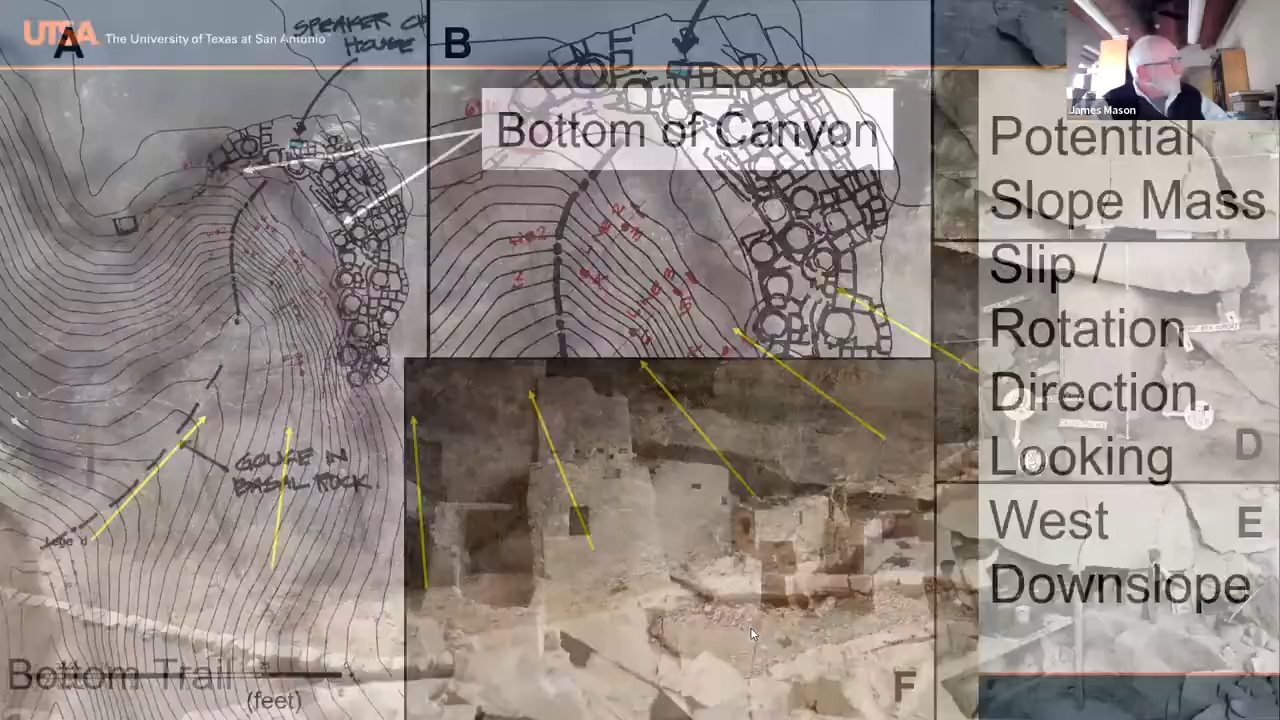 UTSA The University of Texas at San Antonio
A
SPEAKER CH
HOUSE
B
James Mason
Bottom of Canyon
Potential
Slope Mass
Slip /
Rotation
Direction
Looking
West
Downslope
D
E
F
GOUGE IN
BASAL ROCK.
Bottom Trail
(feet)